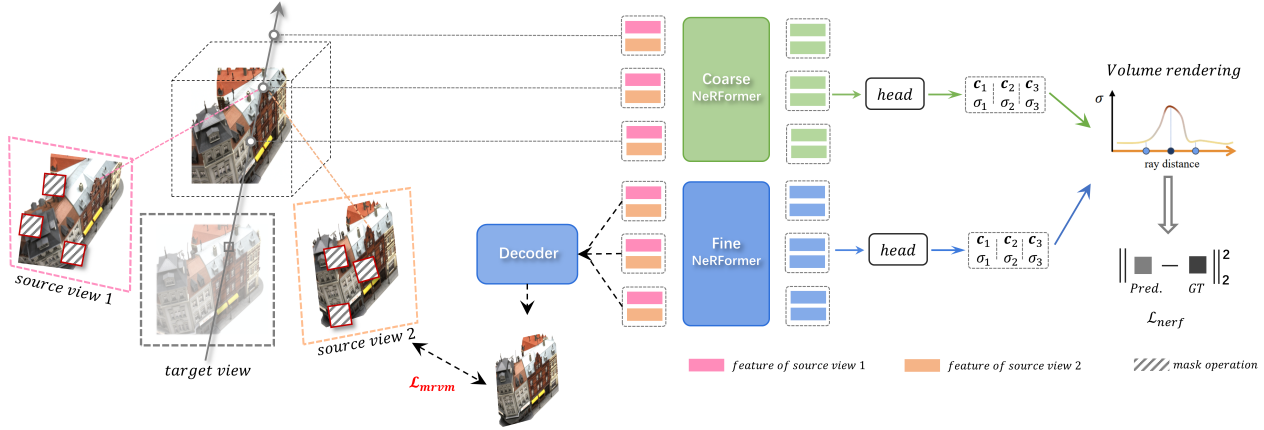 Coarse
NeRFormer
head
c₁ c₂ c₃
σ₁ σ₂ σ₃
Volume rendering
σ
ray distance
source view 1
target view
source view 2
Decoder
Fine
NeRFormer
head
c₁ c₂ c₃
σ₁ σ₂ σ₃
‖ — ‖²₂
Pred. GT
ℒnerf
ℒmrvm
feature of source view 1
feature of source view 2
mask operation